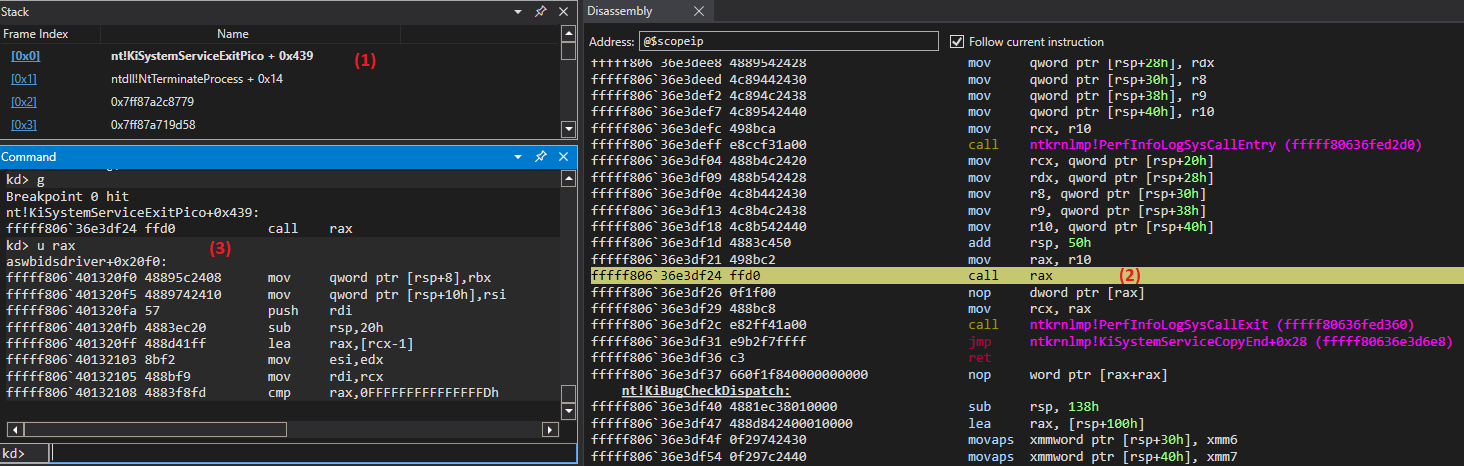 Stack
Frame Index Name
[0x0] nt!KiSystemServiceExitPico + 0x439 (1)
[0x1] ntdll!NtTerminateProcess + 0x14
[0x2] 0x7ff87a2c8779
[0x3] 0x7ff87a719d58
Command
kd> g
Breakpoint 0 hit
nt!KiSystemServiceExitPico+0x439:
fffff806`36e3df24 ffd0 call rax
kd> u rax (3)
aswbidsdriver+0x20f0:
fffff806`401320f0 48895c2408 mov qword ptr [rsp+8],rbx
fffff806`401320f5 4889742410 mov qword ptr [rsp+10h],rsi
fffff806`401320fa 57 push rdi
fffff806`401320fb 4883ec20 sub rsp,20h
fffff806`401320ff 488d41ff lea rax,[rcx-1]
fffff806`40132103 8bf2 mov esi,edx
fffff806`40132105 488bf9 mov rdi,rcx
fffff806`40132108 4883f8fd cmp rax,0FFFFFFFFFFFFFFFDh
kd>
Disassembly
Address: @$scopeip Follow current instruction
fffff806`36e3dee8 4889542428 mov qword ptr [rsp+28h], rdx
fffff806`36e3deed 4c89442430 mov qword ptr [rsp+30h], r8
fffff806`36e3def2 4c894c2438 mov qword ptr [rsp+38h], r9
fffff806`36e3def7 4c89542440 mov qword ptr [rsp+40h], r10
fffff806`36e3defc 498bca mov rcx, r10
fffff806`36e3deff e8ccf31a00 call ntkrnlmp!PerfInfoLogSysCallEntry (fffff80636fed2d0)
fffff806`36e3df04 488b4c2420 mov rcx, qword ptr [rsp+20h]
fffff806`36e3df09 488b542428 mov rdx, qword ptr [rsp+28h]
fffff806`36e3df0e 4c8b442430 mov r8, qword ptr [rsp+30h]
fffff806`36e3df13 4c8b4c2438 mov r9, qword ptr [rsp+38h]
fffff806`36e3df18 4c8b542440 mov r10, qword ptr [rsp+40h]
fffff806`36e3df1d 4883c450 add rsp, 50h
fffff806`36e3df21 498bc2 mov rax, r10
fffff806`36e3df24 ffd0 call rax (2)
fffff806`36e3df26 0f1f00 nop dword ptr [rax]
fffff806`36e3df29 488bc8 mov rcx, rax
fffff806`36e3df2c e82ff41a00 call ntkrnlmp!PerfInfoLogSysCallExit (fffff80636fed360)
fffff806`36e3df31 e9b2f7ffff jmp ntkrnlmp!KiSystemServiceCopyEnd+0x28 (fffff80636e3d6e8)
fffff806`36e3df36 c3 ret
fffff806`36e3df37 660f1f840000000000 nop word ptr [rax+rax]
nt!KiBugCheckDispatch:
fffff806`36e3df40 4881ec38010000 sub rsp, 138h
fffff806`36e3df47 488d842400010000 lea rax, [rsp+100h]
fffff806`36e3df4f 0f29742430 movaps xmmword ptr [rsp+30h], xmm6
fffff806`36e3df54 0f297c2440 movaps xmmword ptr [rsp+40h], xmm7